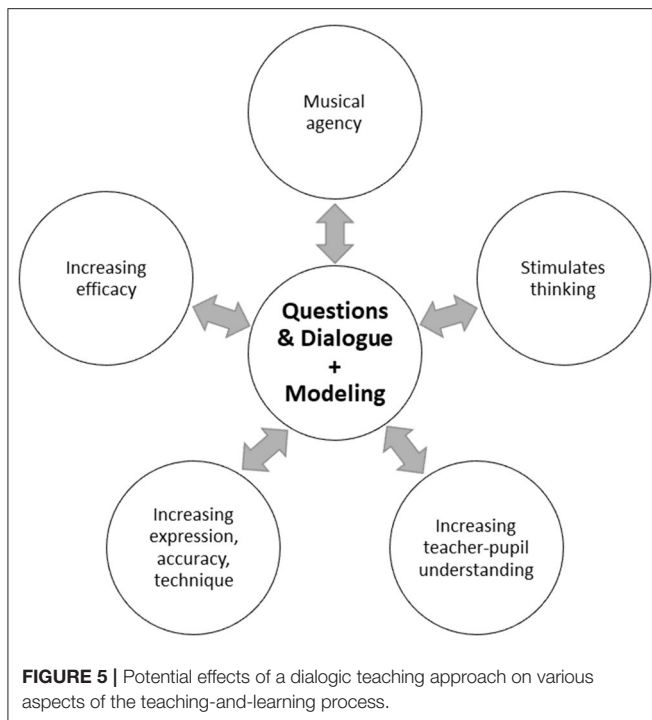 Musical
agency
Increasing
efficacy
Stimulates
thinking
Questions
& Dialogue
+
Modeling
Increasing
expression,
accuracy,
technique
Increasing
teacher-pupil
understanding
FIGURE 5 | Potential effects of a dialogic teaching approach on various
aspects of the teaching-and-learning process.